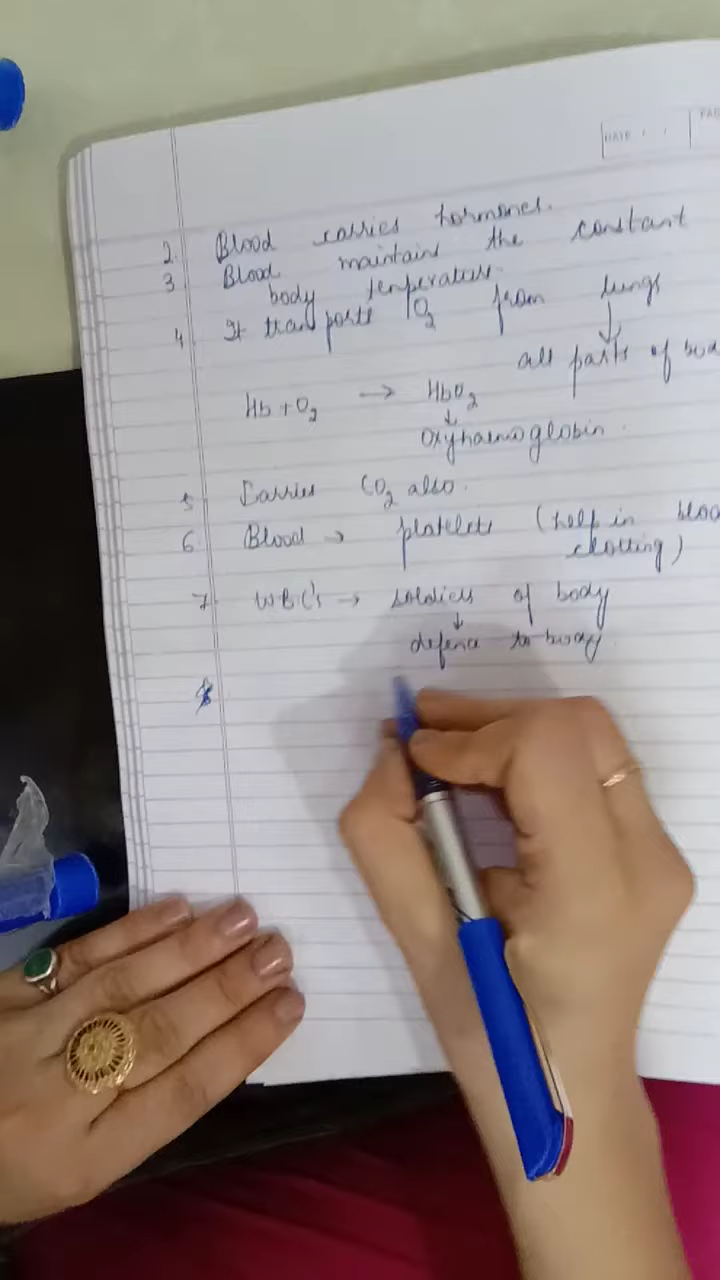 DATE
2. Blood carries hormones.
3 Blood maintains the constant
body temperature.
4 It transports O2 from lungs
↓
all parts of
Hb + O2 → HbO2
↓
Oxyhaemoglobin.
5 Carries CO2 also.
6 Blood → platelets (help in
clotting)
7. WBC's → soldiers of body
↓
defence to body.